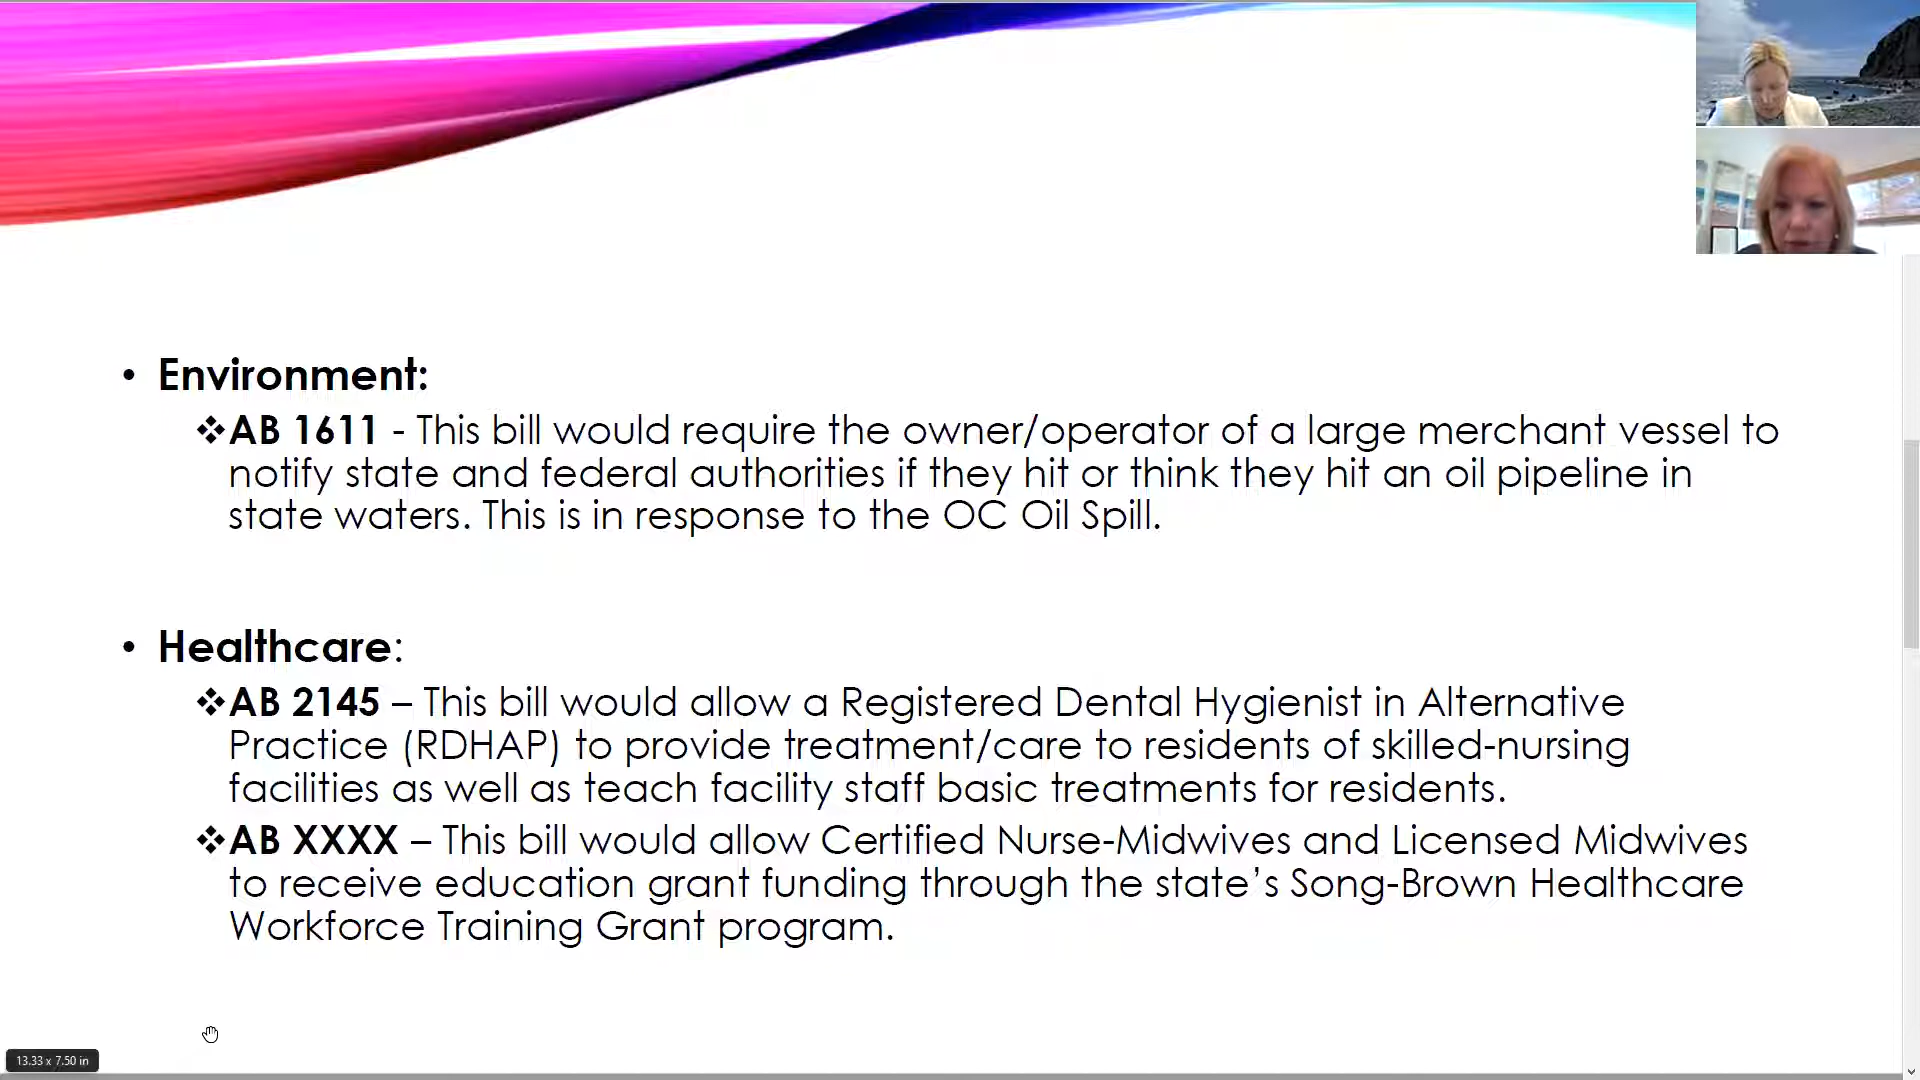 • Environment:
❖AB 1611 - This bill would require the owner/operator of a large merchant vessel to
notify state and federal authorities if they hit or think they hit an oil pipeline in
state waters. This is in response to the OC Oil Spill.
• Healthcare:
❖AB 2145 – This bill would allow a Registered Dental Hygienist in Alternative
Practice (RDHAP) to provide treatment/care to residents of skilled-nursing
facilities as well as teach facility staff basic treatments for residents.
❖AB XXXX – This bill would allow Certified Nurse-Midwives and Licensed Midwives
to receive education grant funding through the state’s Song-Brown Healthcare
Workforce Training Grant program.
13.33 x 7.50 in